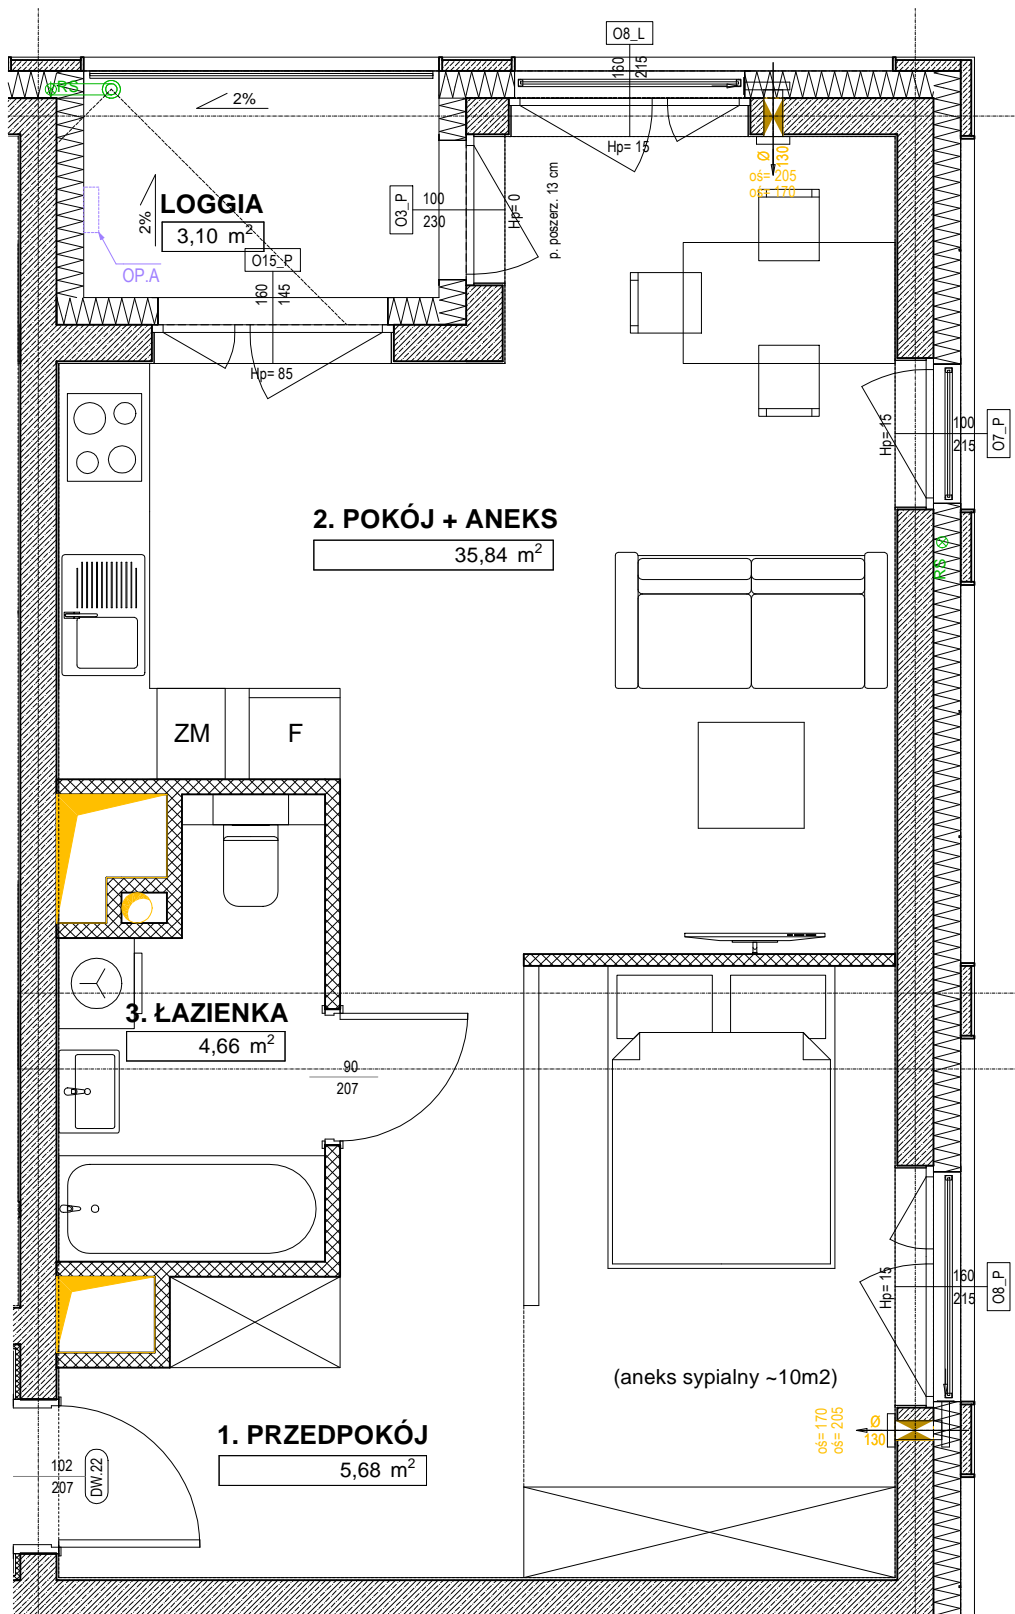 O8_L
160
215
RS
2%
Hp= 15
Ø
130
oś= 205
oś= 170
2%
LOGGIA
3,10 m²
OP.A
O3_P
100
230
Hp= 0
p. poszerz. 13 cm
O15_P
160
145
Hp= 85
Hp= 15
100
215
O7_P
2. POKÓJ + ANEKS
35,84 m²
RS
ZM
F
3. ŁAZIENKA
4,66 m²
90
207
Hp= 15
160
215
O8_P
(aneks sypialny ~10m2)
oś= 170
oś= 205
Ø
130
1. PRZEDPOKÓJ
5,68 m²
102
207
DW.22